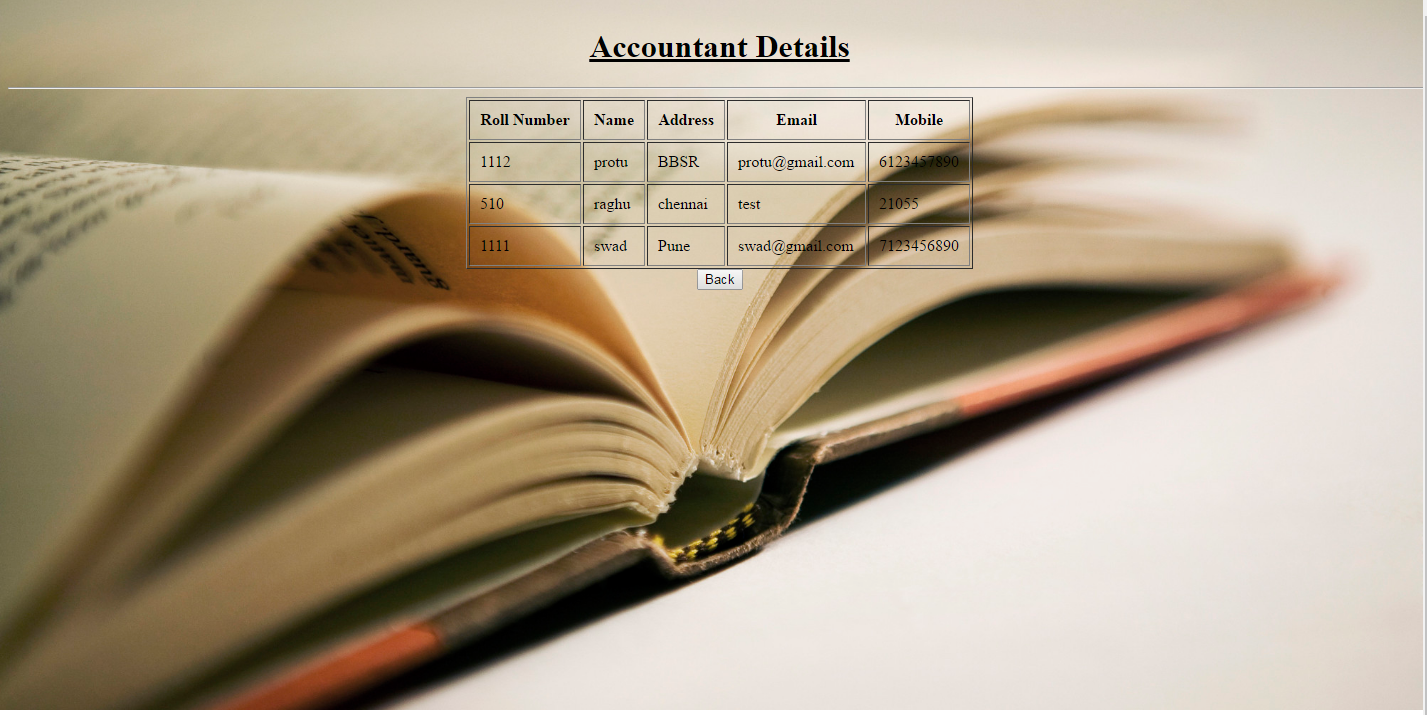 Accountant Details
Roll Number Name Address Email Mobile
1112 protu BBSR protu@gmail.com 6123457890
510 raghu chennai test 21055
1111 swad Pune swad@gmail.com 7123456890
Back